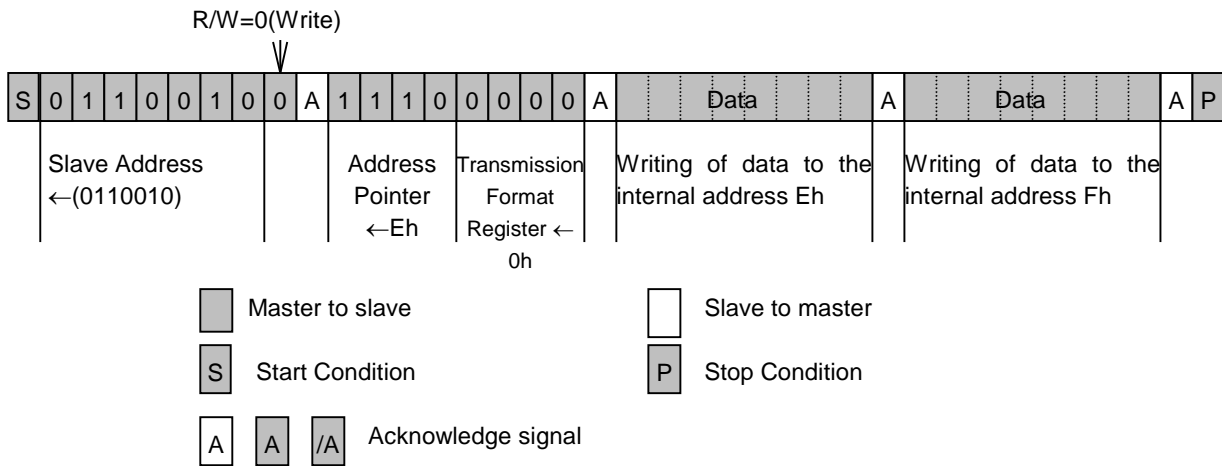 R/W=0(Write)
S 0 1 1 0 0 1 0 0 A 1 1 1 0 0 0 0 0 A Data A Data A P
Slave Address
←(0110010)
Address
Pointer
←Eh
Transmission
Format
Register ←
0h
Writing of data to the
internal address Eh
Writing of data to the
internal address Fh
Master to slave
Slave to master
S Start Condition
P Stop Condition
A A /A Acknowledge signal